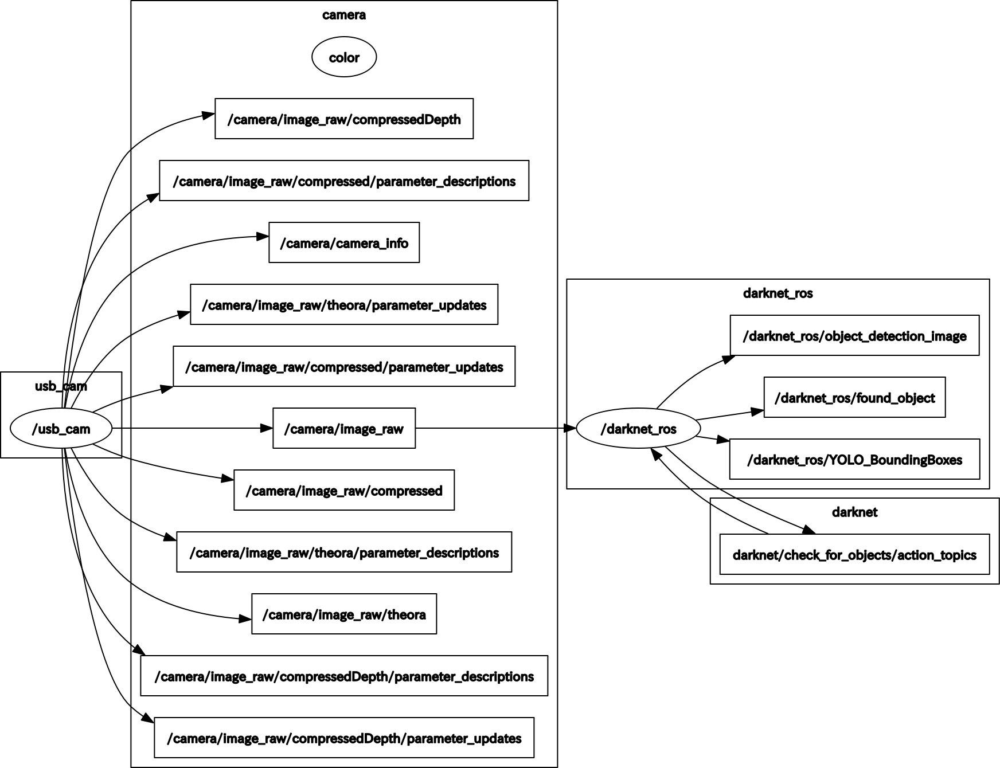 camera
color
/camera/image_raw/compressedDepth
/camera/image_raw/compressed/parameter_descriptions
/camera/camera_info
/camera/image_raw/theora/parameter_updates
/camera/image_raw/compressed/parameter_updates
usb_cam
/usb_cam
/camera/image_raw
/camera/image_raw/compressed
/camera/image_raw/theora/parameter_descriptions
/camera/image_raw/theora
/camera/image_raw/compressedDepth/parameter_descriptions
/camera/image_raw/compressedDepth/parameter_updates
darknet_ros
/darknet_ros/object_detection_image
/darknet_ros/found_object
/darknet_ros
/darknet_ros/YOLO_BoundingBoxes
darknet
darknet/check_for_objects/action_topics